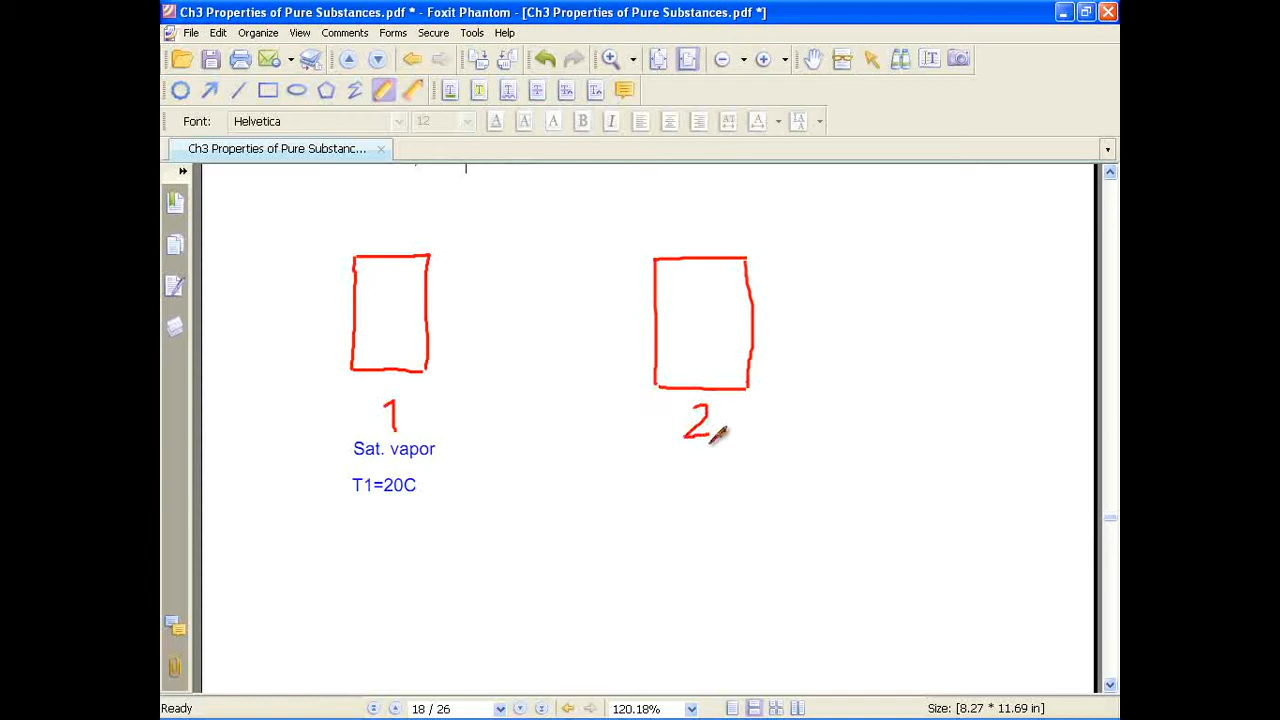 Ch3 Properties of Pure Substances.pdf * - Foxit Phantom - [Ch3 Properties of Pure Substances.pdf *]
File Edit Organize View Comments Forms Secure Tools Help
Font: Helvetica 12
Ch3 Properties of Pure Substanc...
1
Sat. vapor
T1=20C
2
Ready 18 / 26 120.18% Size: [8.27 * 11.69 in]